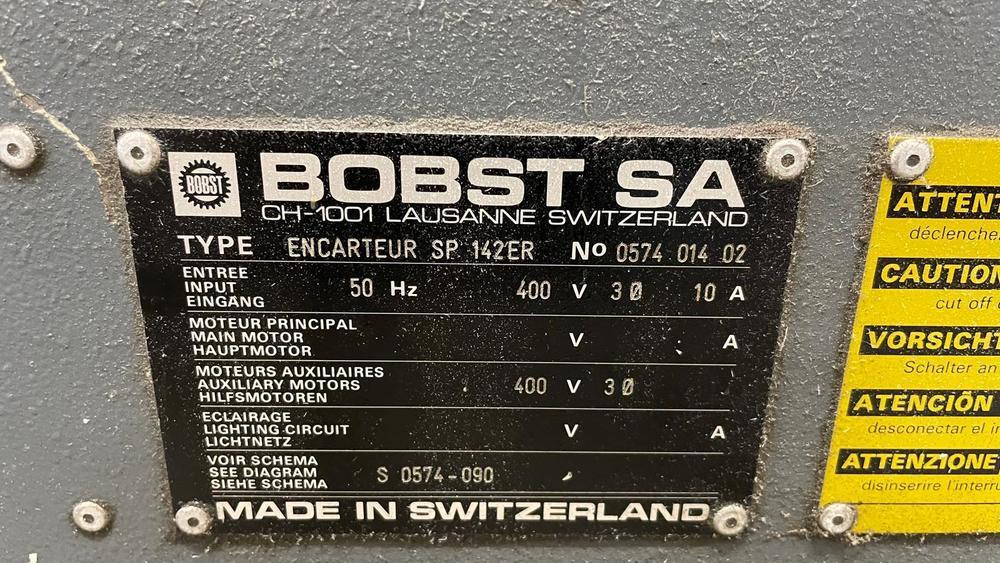 BOBST
BOBST SA
CH-1001 LAUSANNE SWITZERLAND
TYPE ENCARTEUR SP 142ER No 0574 014 02
ENTREE
INPUT 50 Hz 400 V 3Ø 10 A
EINGANG
MOTEUR PRINCIPAL
MAIN MOTOR V A
HAUPTMOTOR
MOTEURS AUXILIAIRES
AUXILIARY MOTORS 400 V 3Ø
HILFSMOTOREN
ECLAIRAGE
LIGHTING CIRCUIT V A
LICHTNETZ
VOIR SCHEMA
SEE DIAGRAM S 0574-090
SIEHE SCHEMA
MADE IN SWITZERLAND
ATTENT
déclenche
CAUTION
cut off
VORSICHT
Schalter an
ATENCIÓN
desconectar el
ATTENZIONE
disinserire l'interru